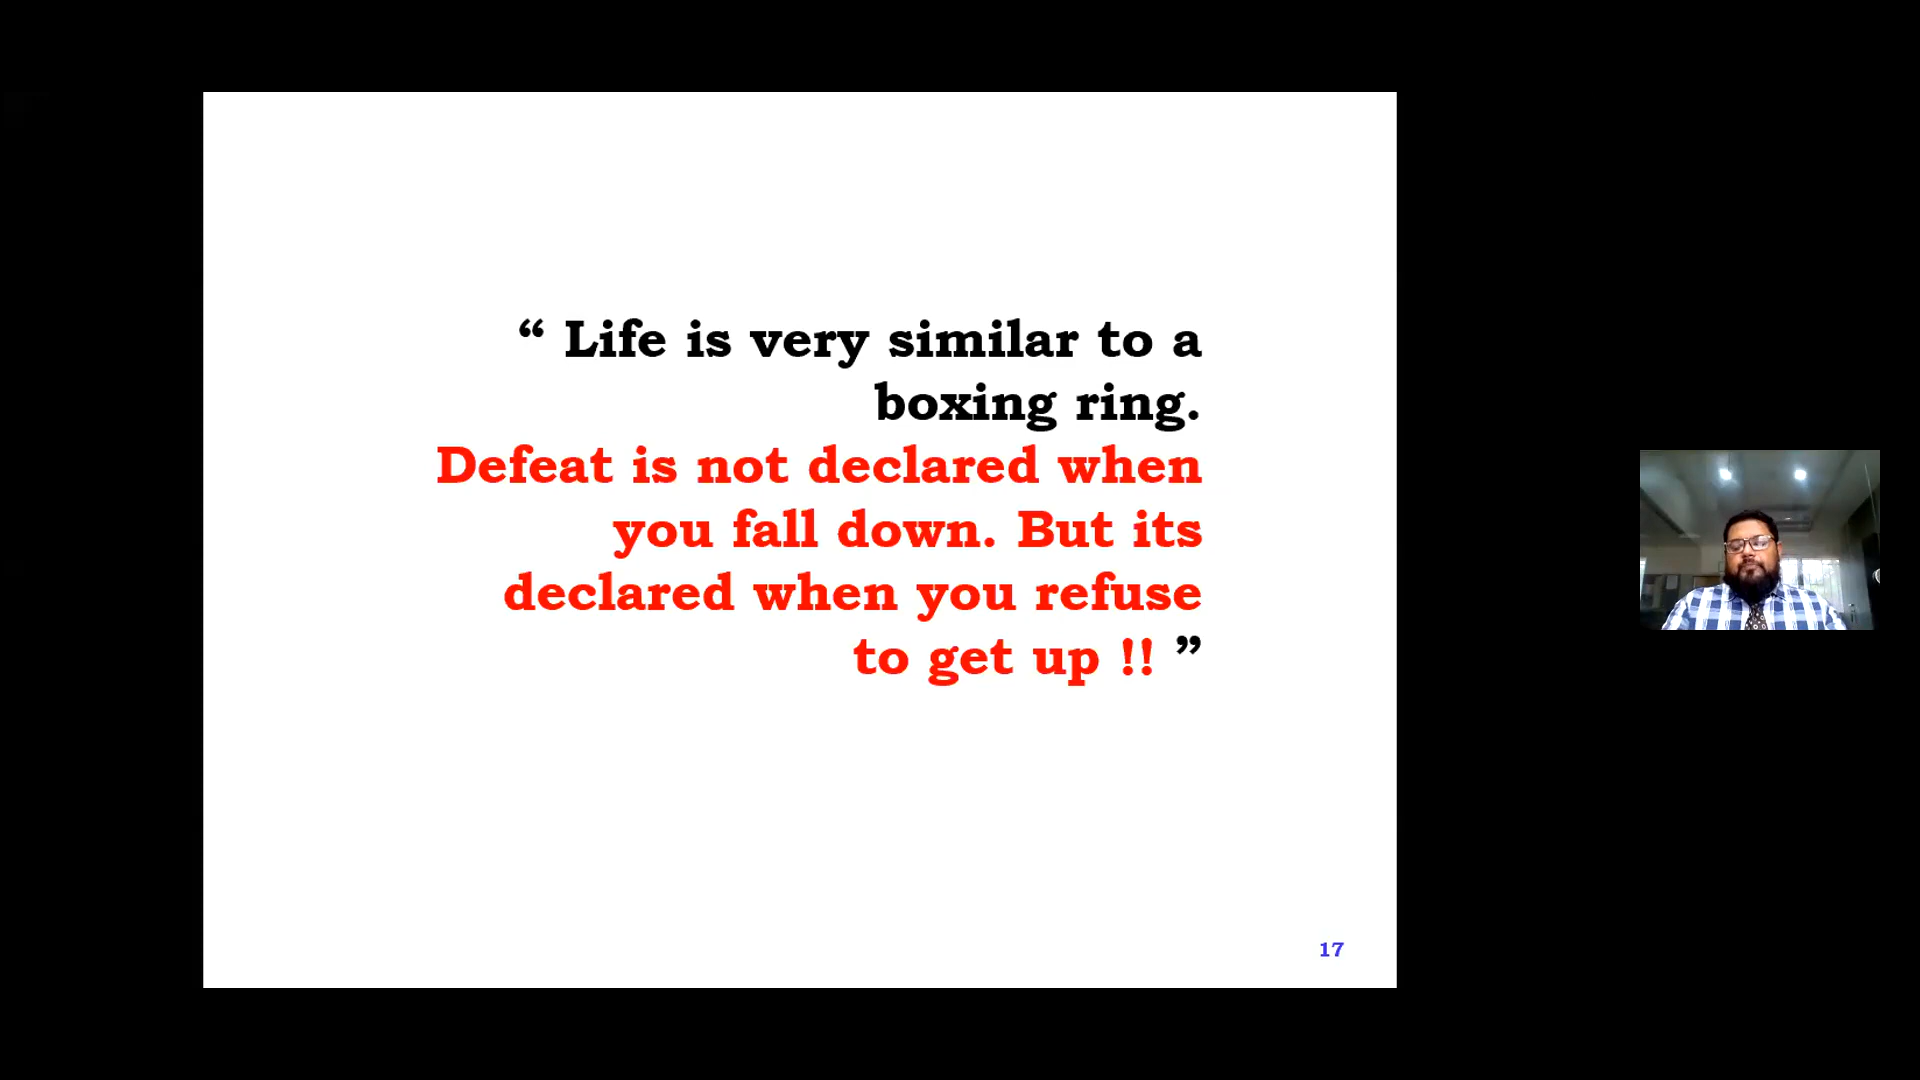 “ Life is very similar to a
boxing ring.
Defeat is not declared when
you fall down. But its
declared when you refuse
to get up !! ”
17